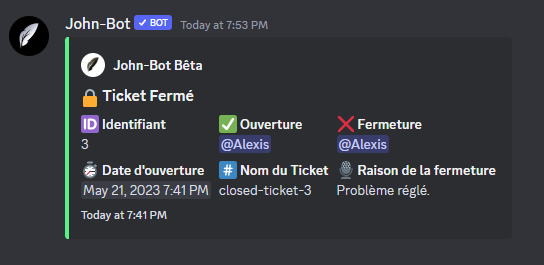 John-Bot ✓ BOT Today at 7:53 PM
John-Bot Bêta
🔒 Ticket Fermé
🆔 Identifiant ✅ Ouverture ❌ Fermeture
3 @Alexis @Alexis
⏱ Date d'ouverture #️⃣ Nom du Ticket 🎙 Raison de la fermeture
May 21, 2023 7:41 PM closed-ticket-3 Problème réglé.
Today at 7:41 PM